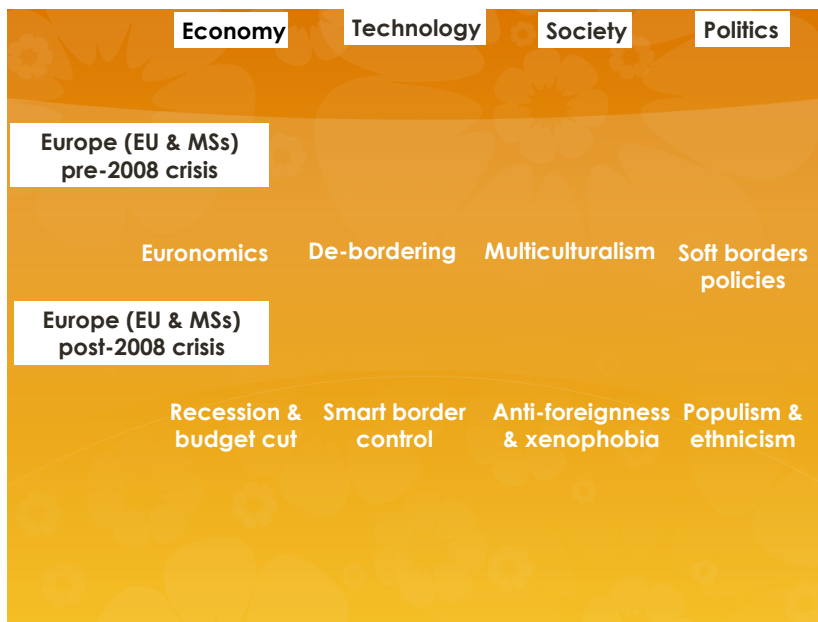 Economy Technology Society Politics
Europe (EU & MSs)
pre-2008 crisis
Euronomics De-bordering Multiculturalism Soft borders
policies
Europe (EU & MSs)
post-2008 crisis
Recession & Smart border Anti-foreignness Populism &
budget cut control & xenophobia ethnicism